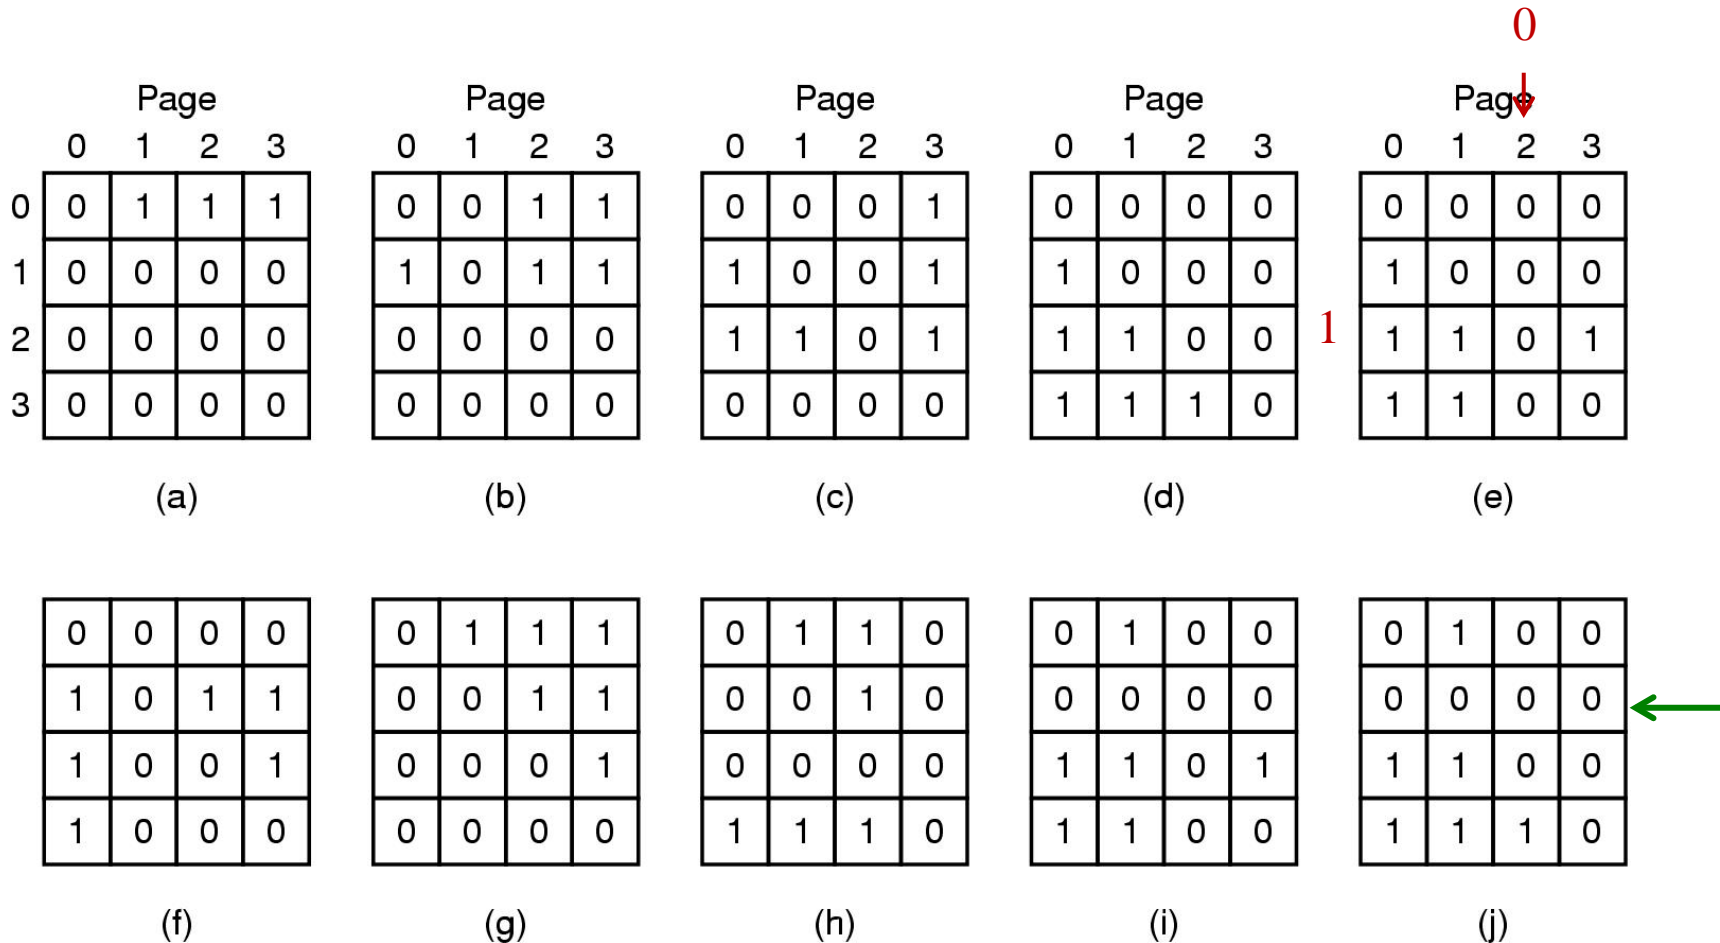 0
Page Page Page Page Page
0 1 2 3 0 1 2 3 0 1 2 3 0 1 2 3 0 1 2 3
0 0 1 1 1 0 0 1 1 0 0 0 1 0 0 0 0 0 0 0 0
1 0 0 0 0 1 0 1 1 1 0 0 1 1 0 0 0 1 0 0 0
2 0 0 0 0 0 0 0 0 1 1 0 1 1 1 0 0 1 1 1 0 1
3 0 0 0 0 0 0 0 0 0 0 0 0 1 1 1 0 1 1 0 0
(a) (b) (c) (d) (e)
0 0 0 0 0 1 1 1 0 1 1 0 0 1 0 0 0 1 0 0
1 0 1 1 0 0 1 1 0 0 1 0 0 0 0 0 0 0 0 0
1 0 0 1 0 0 0 1 0 0 0 0 1 1 0 1 1 1 0 0
1 0 0 0 0 0 0 0 1 1 1 0 1 1 0 0 1 1 1 0
(f) (g) (h) (i) (j)